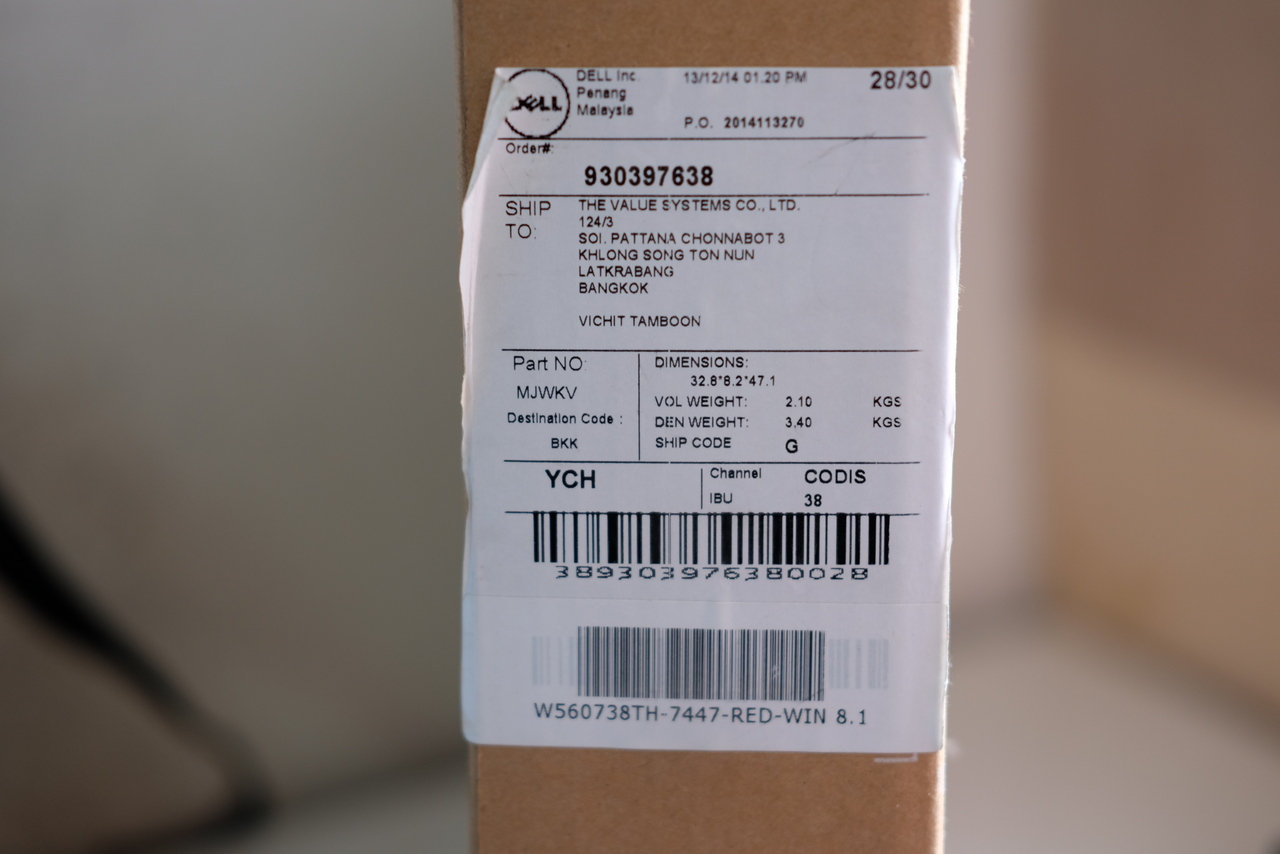 DELL
DELL Inc.
Penang
Malaysia
13/12/14 01.20 PM
28/30
P.O. 2014113270
Order#:
930397638
SHIP TO:
THE VALUE SYSTEMS CO., LTD.
124/3
SOI. PATTANA CHONNABOT 3
KHLONG SONG TON NUN
LATKRABANG
BANGKOK
VICHIT TAMBOON
Part NO:
MJWKV
Destination Code :
BKK
DIMENSIONS:
32.8*8.2*47.1
VOL WEIGHT: 2.10 KGS
DEN WEIGHT: 3.40 KGS
SHIP CODE G
YCH
Channel CODIS
IBU 38
389303976380028
W560738TH-7447-RED-WIN 8.1